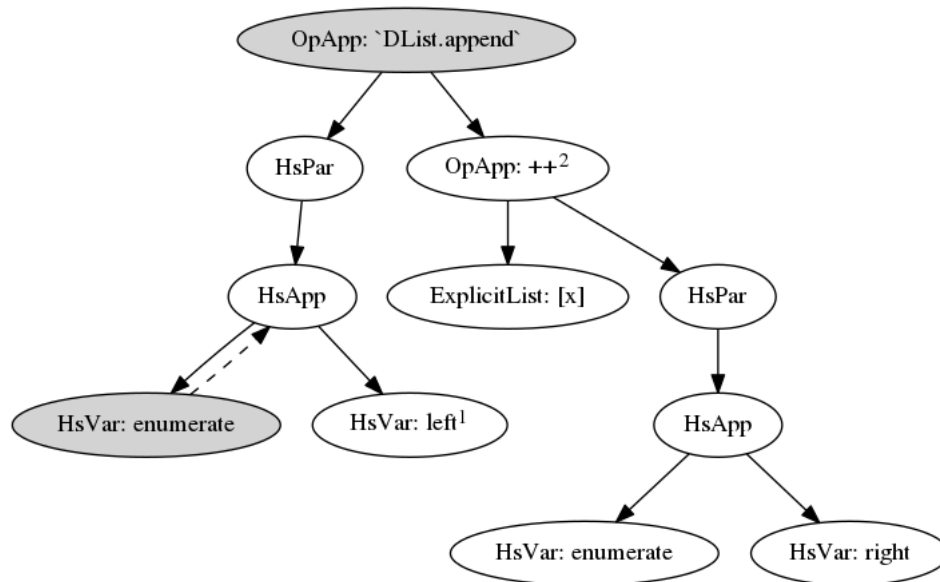 OpApp: `DList.append`
HsPar
OpApp: ++²
HsApp
ExplicitList: [x]
HsPar
HsVar: enumerate
HsVar: left¹
HsApp
HsVar: enumerate
HsVar: right